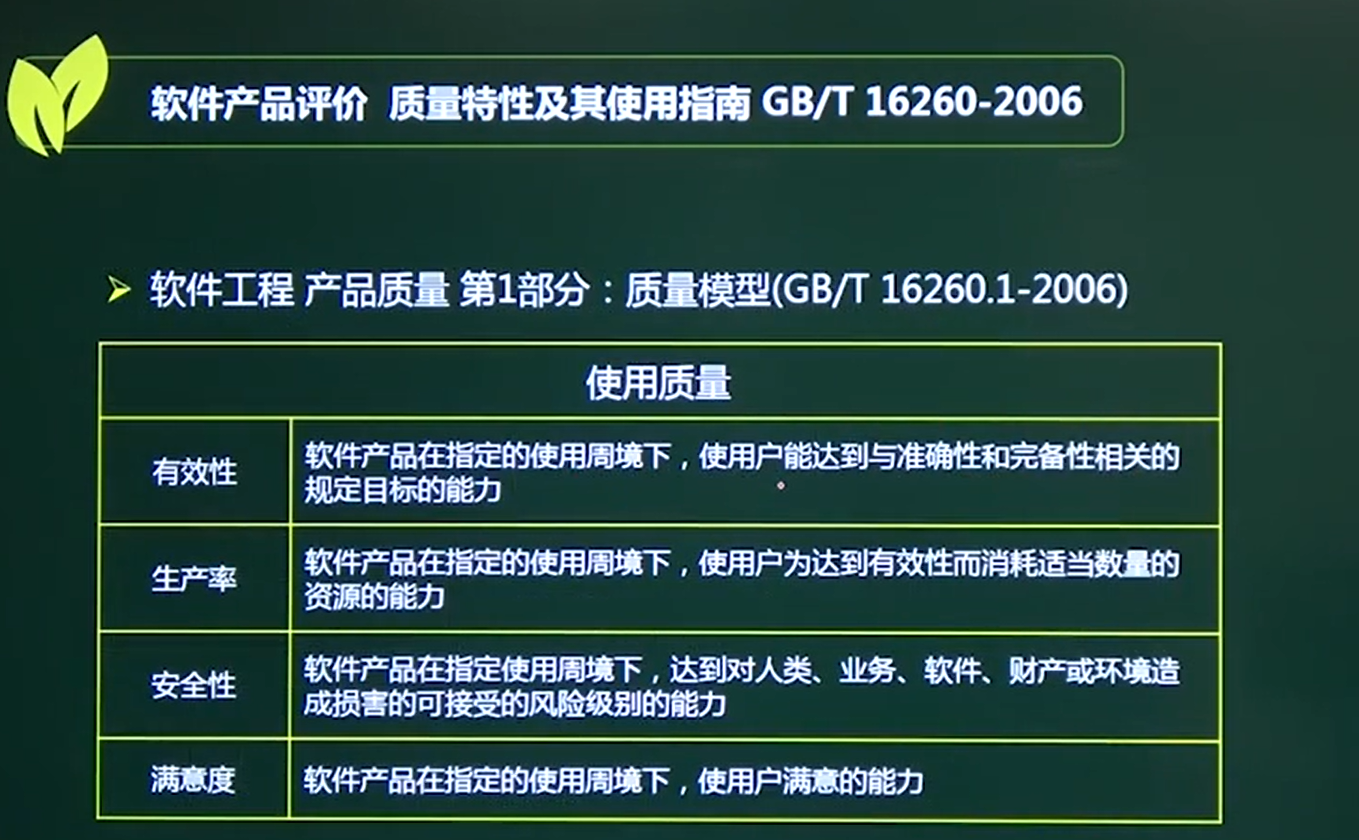 软件产品评价 质量特性及其使用指南 GB/T 16260-2006
软件工程 产品质量 第1部分：质量模型(GB/T 16260.1-2006)
使用质量
有效性
软件产品在指定的使用周境下，使用户能达到与准确性和完备性相关的
规定目标的能力
生产率
软件产品在指定的使用周境下，使用户为达到有效性而消耗适当数量的
资源的能力
安全性
软件产品在指定使用周境下，达到对人类、业务、软件、财产或环境造
成损害的可接受的风险级别的能力
满意度
软件产品在指定的使用周境下，使用户满意的能力